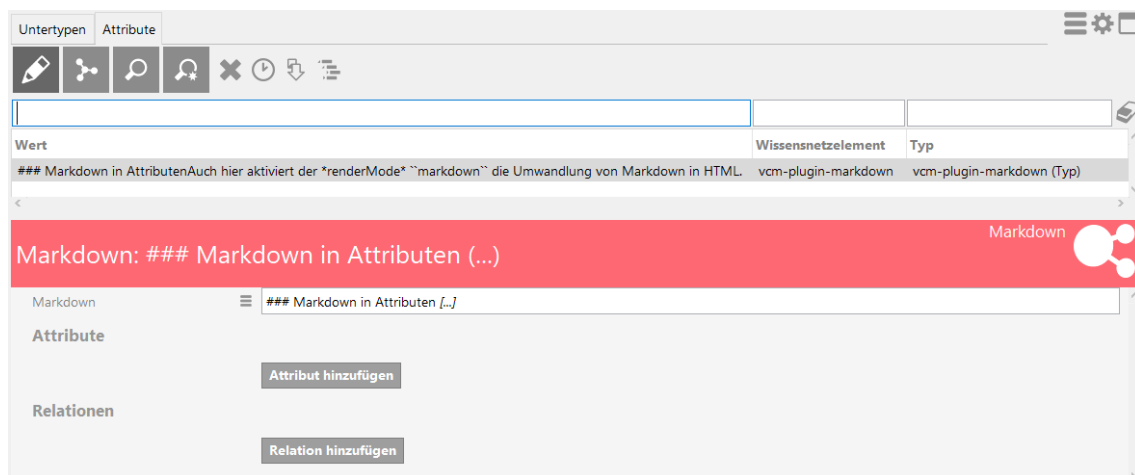 Untertypen Attribute
Wert Wissensnetzelement Typ
### Markdown in AttributenAuch hier aktiviert der *renderMode* ``markdown`` die Umwandlung von Markdown in HTML. vcm-plugin-markdown vcm-plugin-markdown (Typ)
Markdown
Markdown: ### Markdown in Attributen (...)
Markdown ### Markdown in Attributen [...]
Attribute
Attribut hinzufügen
Relationen
Relation hinzufügen